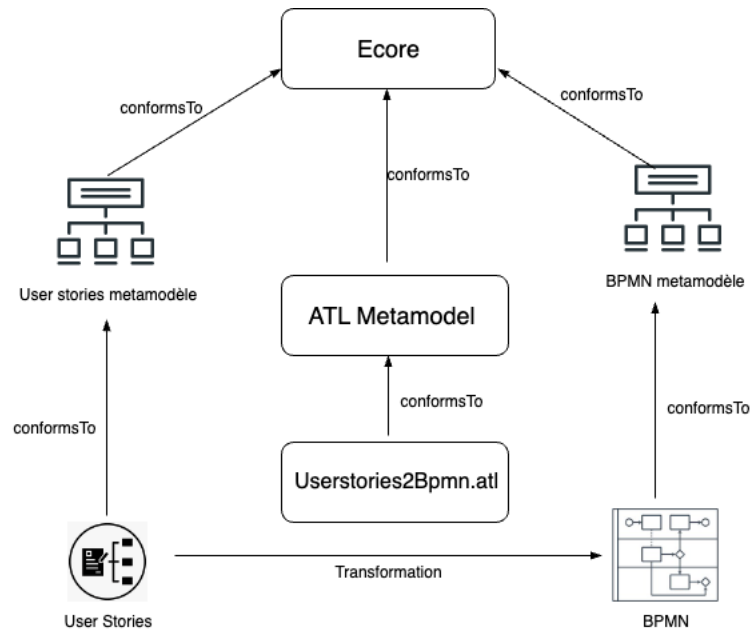 Ecore
conformsTo
conformsTo
conformsTo
User stories metamodèle
BPMN metamodèle
ATL Metamodel
conformsTo
conformsTo
conformsTo
Userstories2Bpmn.atl
Transformation
User Stories
BPMN